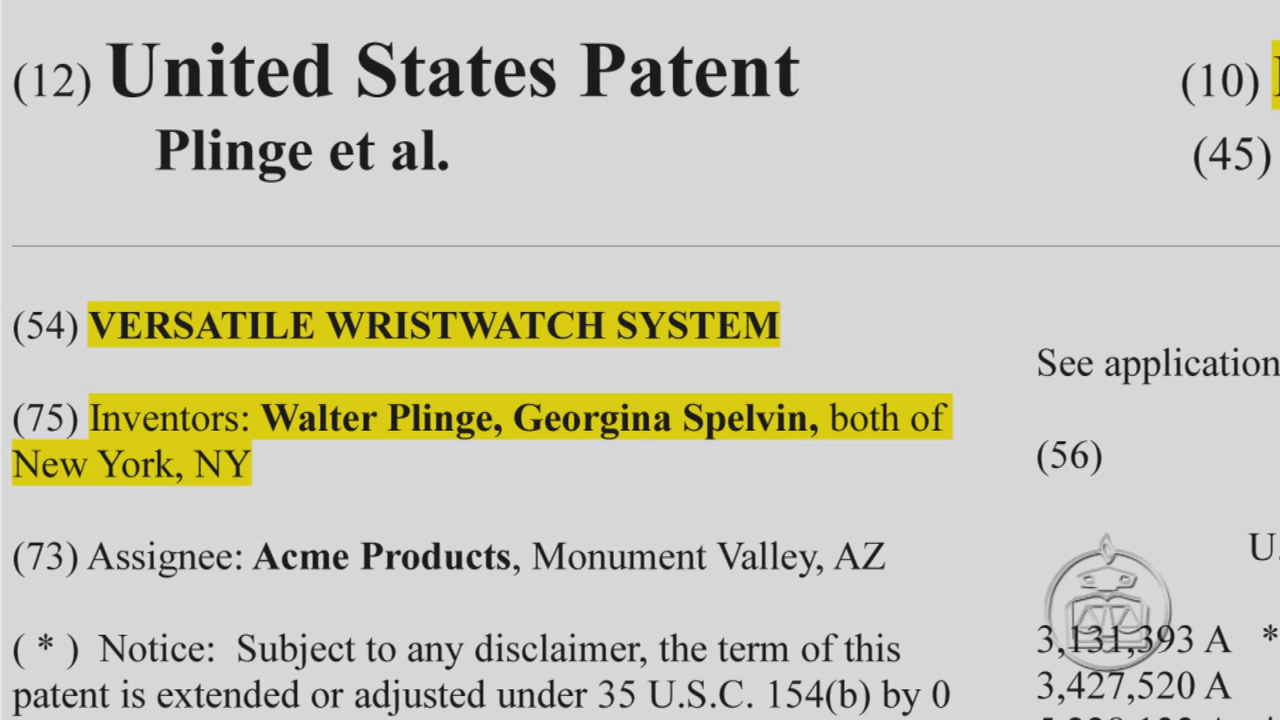 (12) United States Patent
Plinge et al.
(10)
(45)
(54) VERSATILE WRISTWATCH SYSTEM
(75) Inventors: Walter Plinge, Georgina Spelvin, both of
New York, NY
(73) Assignee: Acme Products, Monument Valley, AZ
( * ) Notice: Subject to any disclaimer, the term of this
patent is extended or adjusted under 35 U.S.C. 154(b) by 0
See application
(56)
U.
3,131,393 A *
3,427,520 A